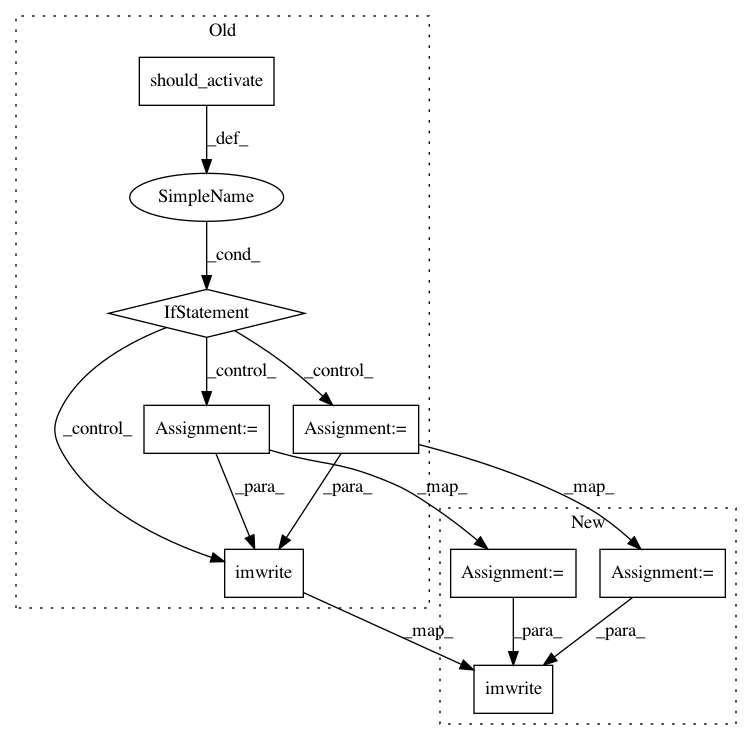 Old
should_activate
_def_
SimpleName
_cond_
IfStatement
_control_
_control_
_control_
Assignment:=
Assignment:=
_para_
_para_
_map_
_map_
New
imwrite
Assignment:=
Assignment:=
_map_
_para_
_para_
imwrite